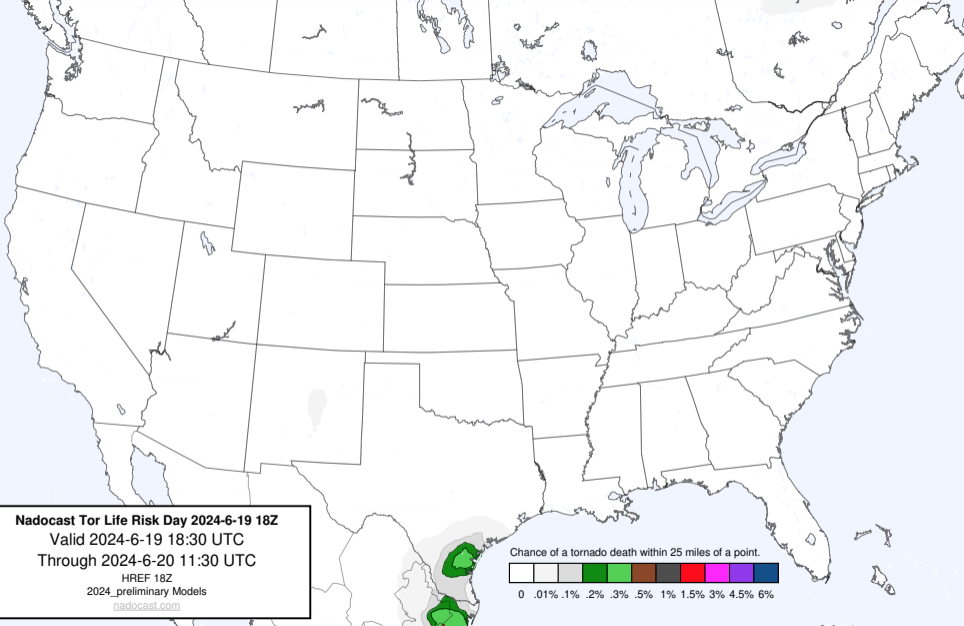 Nadocast Tor Life Risk Day 2024-6-19 18Z
Valid 2024-6-19 18:30 UTC
Through 2024-6-20 11:30 UTC
HREF 18Z
2024_preliminary Models
nadocast.com
Chance of a tornado death within 25 miles of a point.
0 .01% .1% .2% .3% .5% 1% 1.5% 3% 4.5% 6%